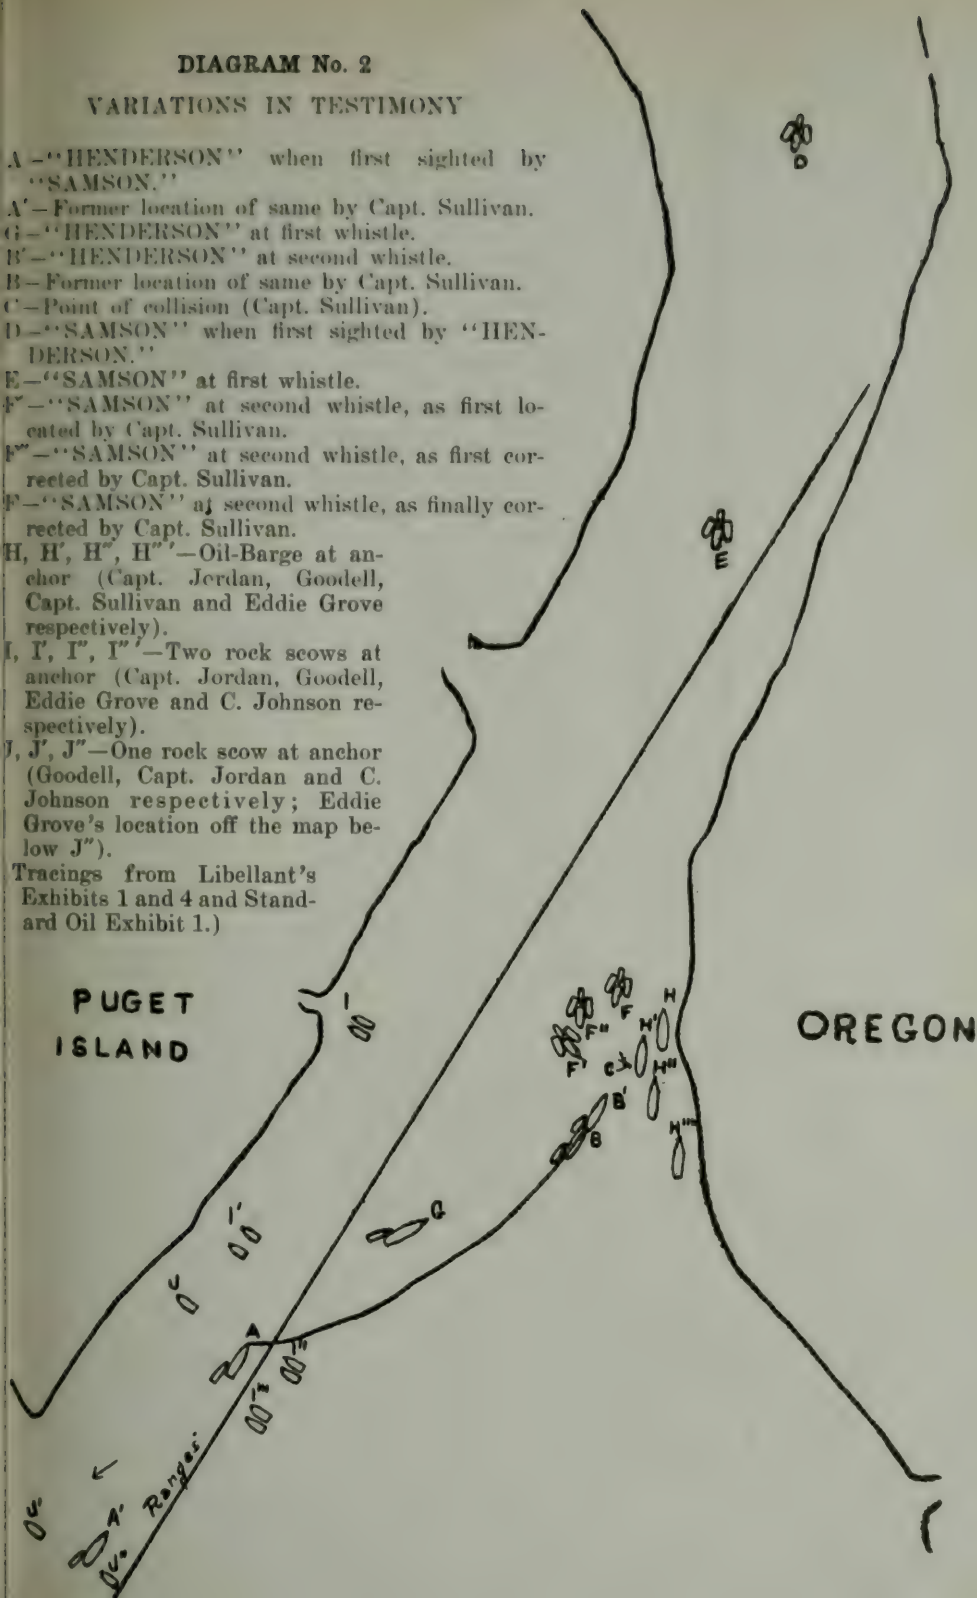 DIAGRAM No. 2
VARIATIONS IN TESTIMONY
A—"HENDERSON" when first sighted by
"SAMSON."
A'—Former location of same by Capt. Sullivan.
G—"HENDERSON" at first whistle.
B'—"HENDERSON" at second whistle.
B—Former location of same by Capt. Sullivan.
C—Point of collision (Capt. Sullivan).
D—"SAMSON" when first sighted by "HEN-
DERSON."
E—"SAMSON" at first whistle.
F'—"SAMSON" at second whistle, as first lo-
cated by Capt. Sullivan.
F"—"SAMSON" at second whistle, as first cor-
rected by Capt. Sullivan.
F—"SAMSON" at second whistle, as finally cor-
rected by Capt. Sullivan.
H, H', H", H"'—Oil-Barge at an-
chor (Capt. Jordan, Goodell,
Capt. Sullivan and Eddie Grove
respectively).
I, I', I", I"'—Two rock scows at
anchor (Capt. Jordan, Goodell,
Eddie Grove and C. Johnson re-
spectively).
J, J', J"—One rock scow at anchor
(Goodell, Capt. Jordan and C.
Johnson respectively; Eddie
Grove's location off the map be-
low J").
Tracings from Libellant's
Exhibits 1 and 4 and Stand-
ard Oil Exhibit 1.)
D
E
PUGET
ISLAND
OREGON
I
F
F"
F'
H
H'
C
H"
B'
B
H"'
G
I'
J
A
I"
I"'
Ranges
J'
A'
J"